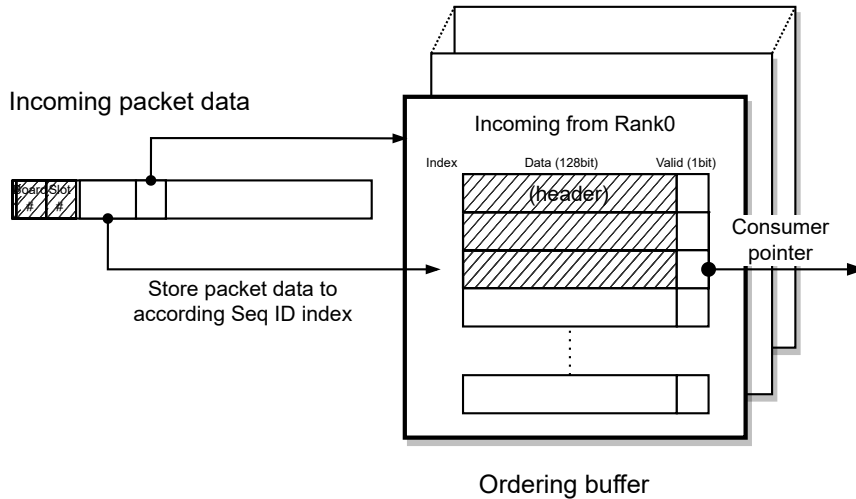 Incoming packet data
Board
#
Slot
#
Store packet data to
according Seq ID index
Incoming from Rank0
Index
Data (128bit)
Valid (1bit)
(header)
Consumer
pointer
Ordering buffer